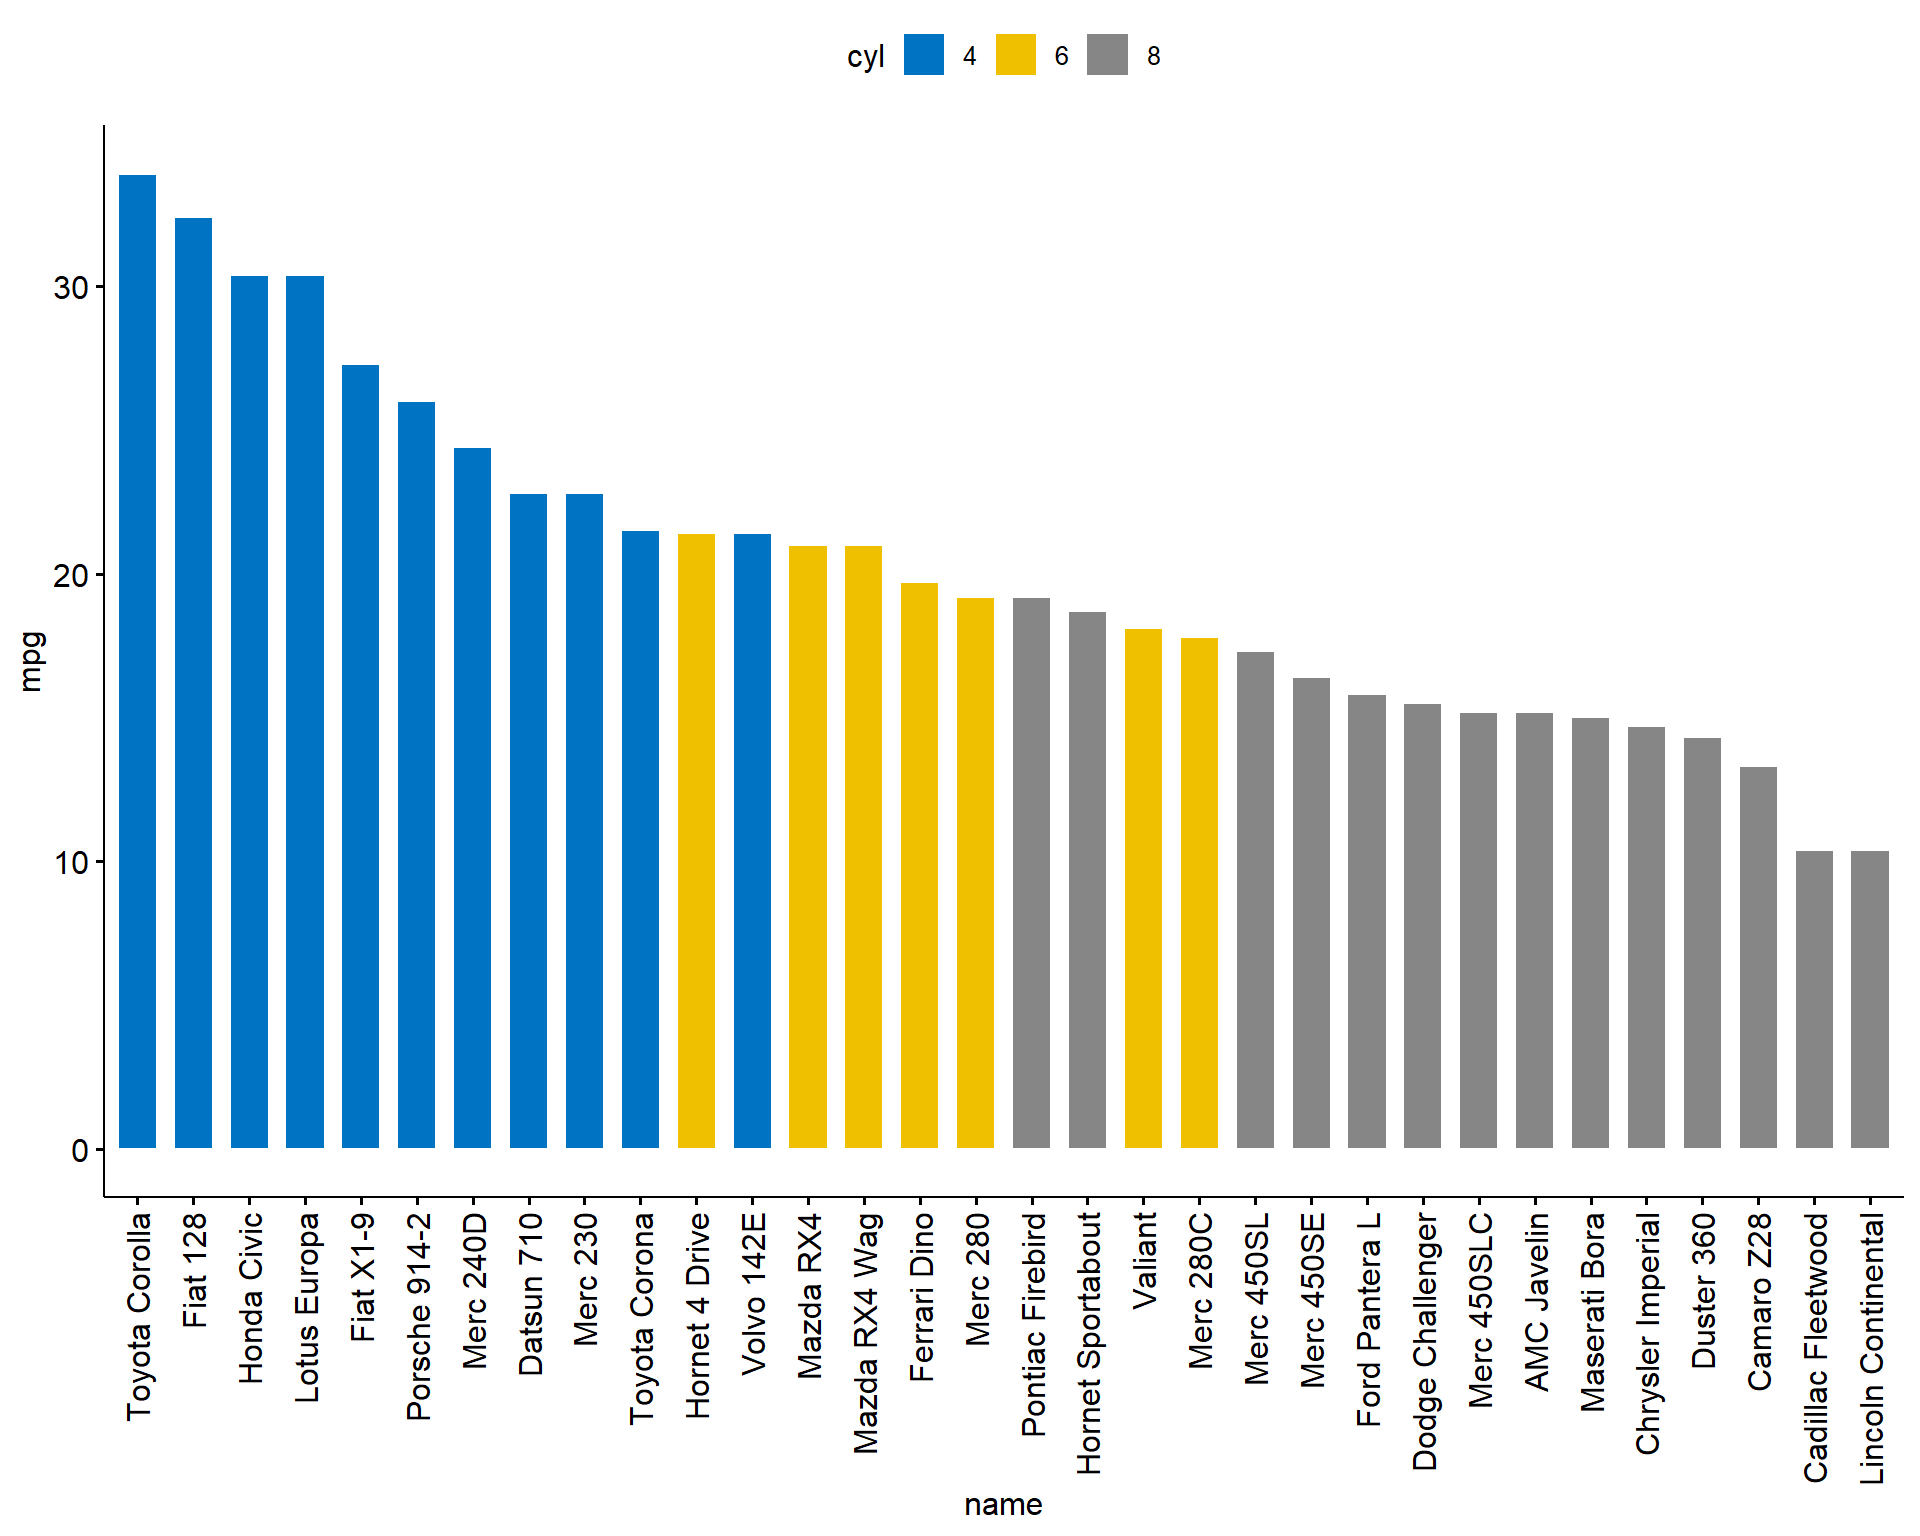 cyl 4 6 8
30
20
10
0
mpg
Toyota Corolla
Fiat 128
Honda Civic
Lotus Europa
Fiat X1-9
Porsche 914-2
Merc 240D
Datsun 710
Merc 230
Toyota Corona
Hornet 4 Drive
Volvo 142E
Mazda RX4
Mazda RX4 Wag
Ferrari Dino
Merc 280
Pontiac Firebird
Hornet Sportabout
Valiant
Merc 280C
Merc 450SL
Merc 450SE
Ford Pantera L
Dodge Challenger
Merc 450SLC
AMC Javelin
Maserati Bora
Chrysler Imperial
Duster 360
Camaro Z28
Cadillac Fleetwood
Lincoln Continental
name